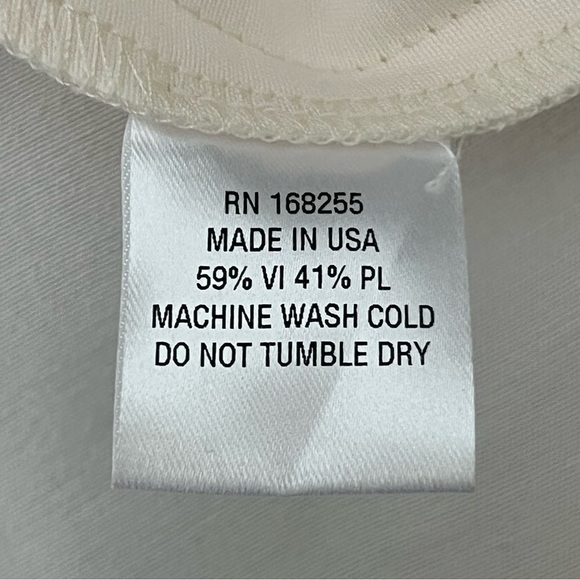 RN 168255
MADE IN USA
59% VI 41% PL
MACHINE WASH COLD
DO NOT TUMBLE DRY